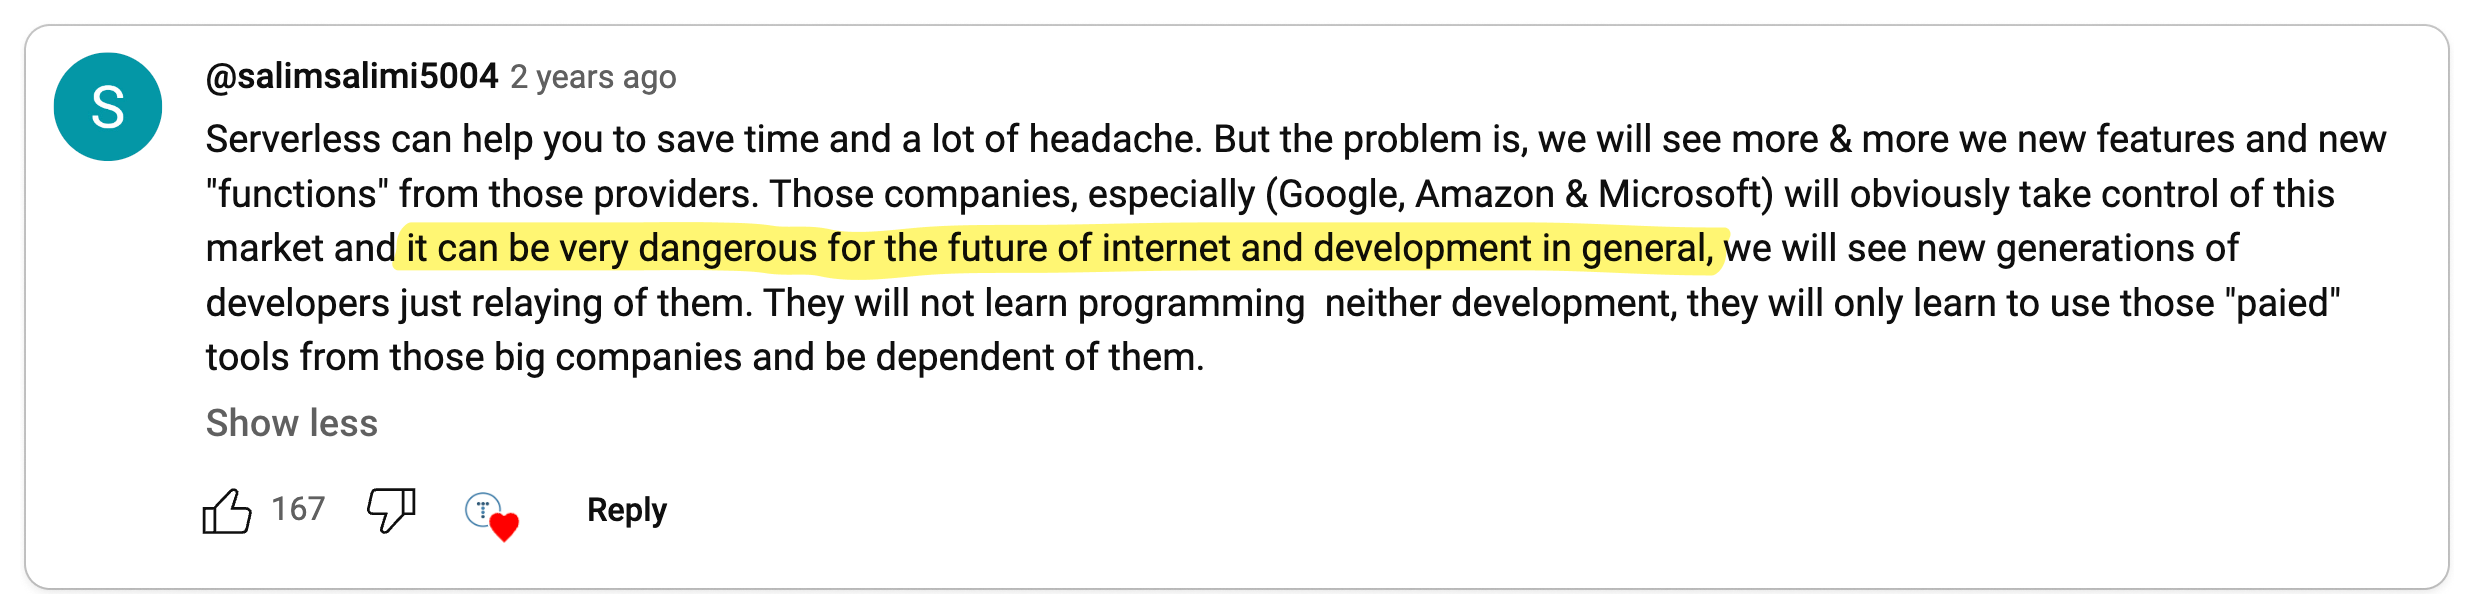 S
@salimsalimi5004 2 years ago
Serverless can help you to save time and a lot of headache. But the problem is, we will see more & more we new features and new
"functions" from those providers. Those companies, especially (Google, Amazon & Microsoft) will obviously take control of this
market and it can be very dangerous for the future of internet and development in general, we will see new generations of
developers just relaying of them. They will not learn programming  neither development, they will only learn to use those "paied"
tools from those big companies and be dependent of them.
Show less
167
T
Reply